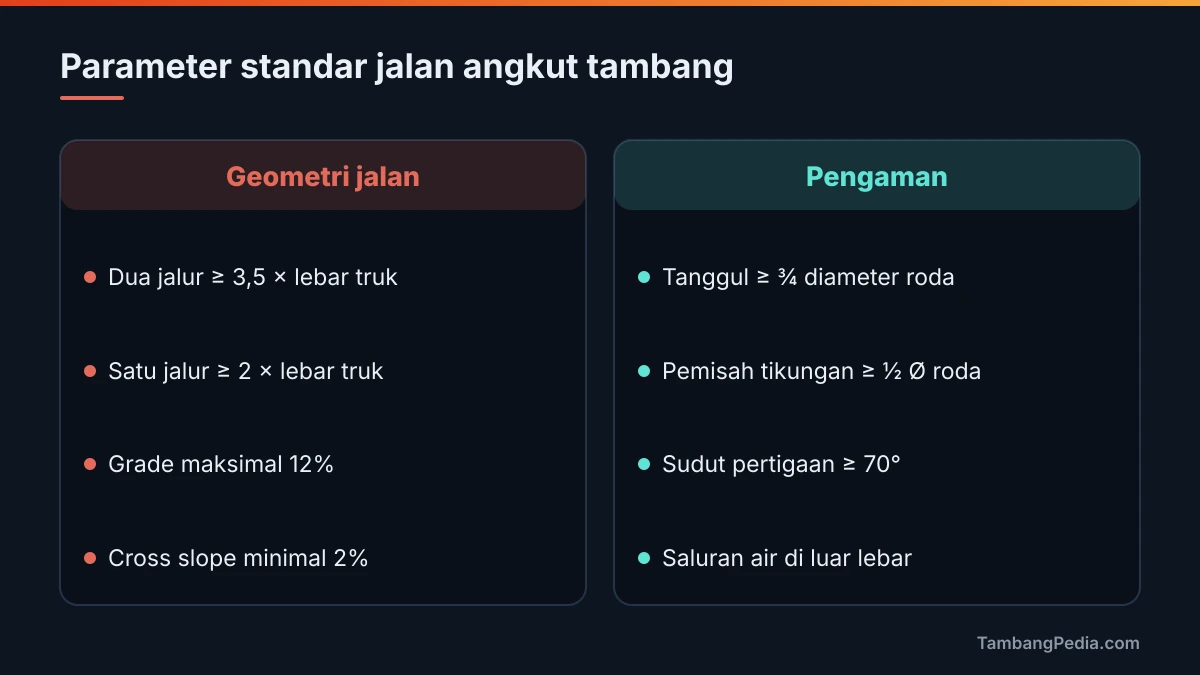 Parameter standar jalan angkut tambang
Geometri jalan
Dua jalur ≥ 3,5 × lebar truk
Satu jalur ≥ 2 × lebar truk
Grade maksimal 12%
Cross slope minimal 2%
Pengaman
Tanggul ≥ ¾ diameter roda
Pemisah tikungan ≥ ½ Ø roda
Sudut pertigaan ≥ 70°
Saluran air di luar lebar
TambangPedia.com